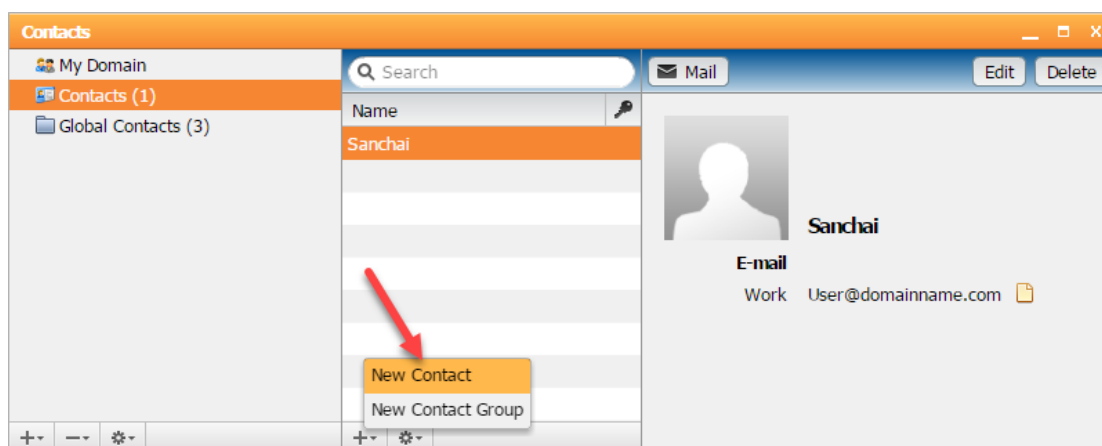 Contacts
My Domain
Contacts (1)
Global Contacts (3)
Search
Name
Sanchai
New Contact
New Contact Group
Mail
Edit
Delete
Sanchai
E-mail
Work User@domainname.com